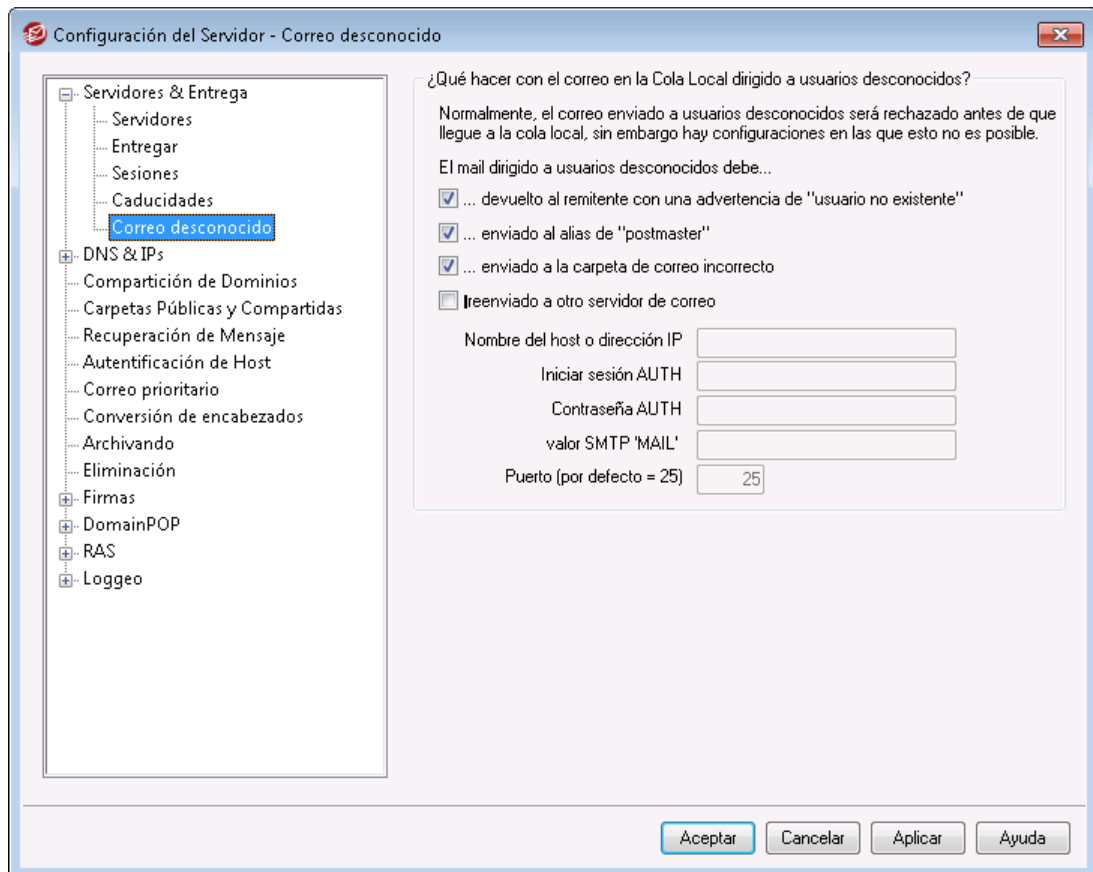 Configuración del Servidor - Correo desconocido
Servidores & Entrega
Servidores
Entregar
Sesiones
Caducidades
Correo desconocido
DNS & IPs
Compartición de Dominios
Carpetas Públicas y Compartidas
Recuperación de Mensaje
Autentificación de Host
Correo prioritario
Conversión de encabezados
Archivando
Eliminación
Firmas
DomainPOP
RAS
Loggeo
¿Qué hacer con el correo en la Cola Local dirigido a usuarios desconocidos?
Normalmente, el correo enviado a usuarios desconocidos será rechazado antes de que
llegue a la cola local, sin embargo hay configuraciones en las que esto no es posible.
El mail dirigido a usuarios desconocidos debe...
... devuelto al remitente con una advertencia de "usuario no existente"
... enviado al alias de "postmaster"
... enviado a la carpeta de correo incorrecto
reenviado a otro servidor de correo
Nombre del host o dirección IP
Iniciar sesión AUTH
Contraseña AUTH
valor SMTP 'MAIL'
Puerto (por defecto = 25) 25
Aceptar Cancelar Aplicar Ayuda